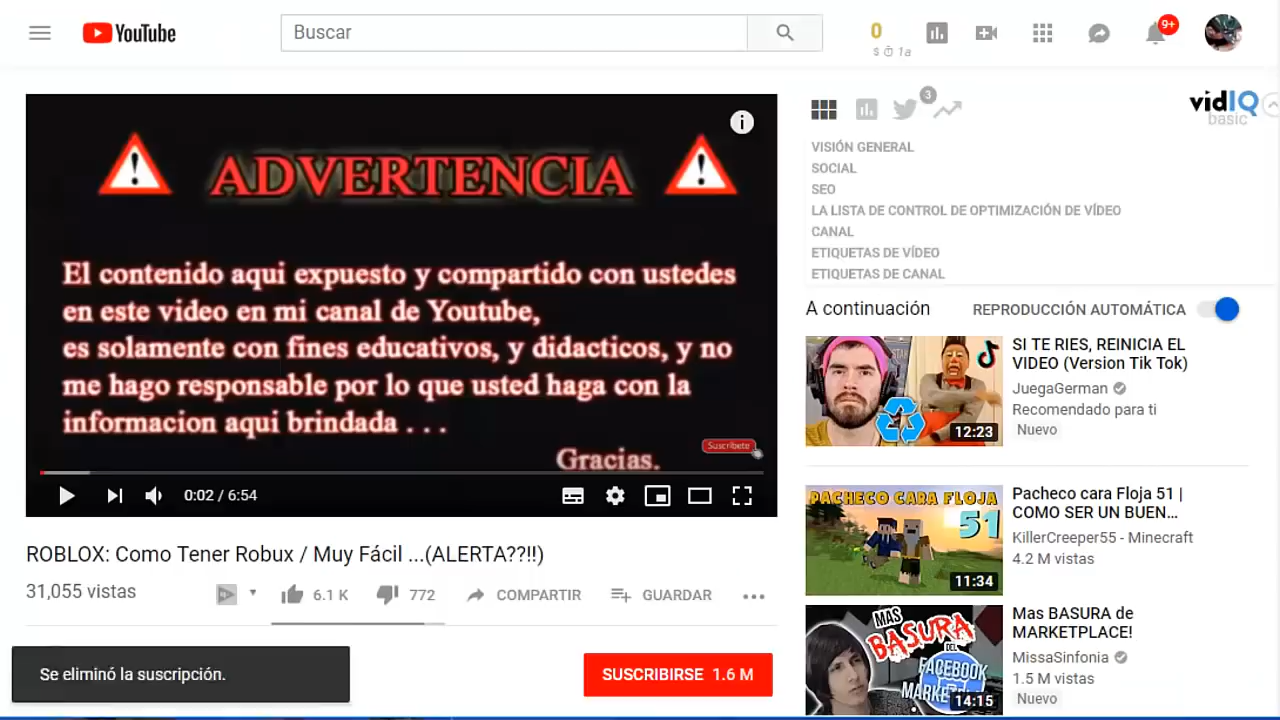 YouTube
Buscar
0
$ ⏱ 1a
9+
ADVERTENCIA
El contenido aqui expuesto y compartido con ustedes
en este video en mi canal de Youtube,
es solamente con fines educativos, y didacticos, y no
me hago responsable por lo que usted haga con la
informacion aqui brindada . . .
Gracias.
Suscribete
0:02 / 6:54
ROBLOX: Como Tener Robux / Muy Fácil ...(ALERTA??!!)
31,055 vistas
6.1 K
772
COMPARTIR
GUARDAR
Se eliminó la suscripción.
SUSCRIBIRSE 1.6 M
3
vidIQ
basic
VISIÓN GENERAL
SOCIAL
SEO
LA LISTA DE CONTROL DE OPTIMIZACIÓN DE VÍDEO
CANAL
ETIQUETAS DE VÍDEO
ETIQUETAS DE CANAL
A continuación
REPRODUCCIÓN AUTOMÁTICA
12:23
SI TE RIES, REINICIA EL
VIDEO (Version Tik Tok)
JuegaGerman
Recomendado para ti
Nuevo
PACHECO CARA FLOJA
51
11:34
Pacheco cara Floja 51 |
COMO SER UN BUEN...
KillerCreeper55 - Minecraft
4.2 M vistas
MAS
BASURA
DEL
FACEBOOK
14:15
Mas BASURA de
MARKETPLACE!
MissaSinfonia
1.5 M vistas
Nuevo